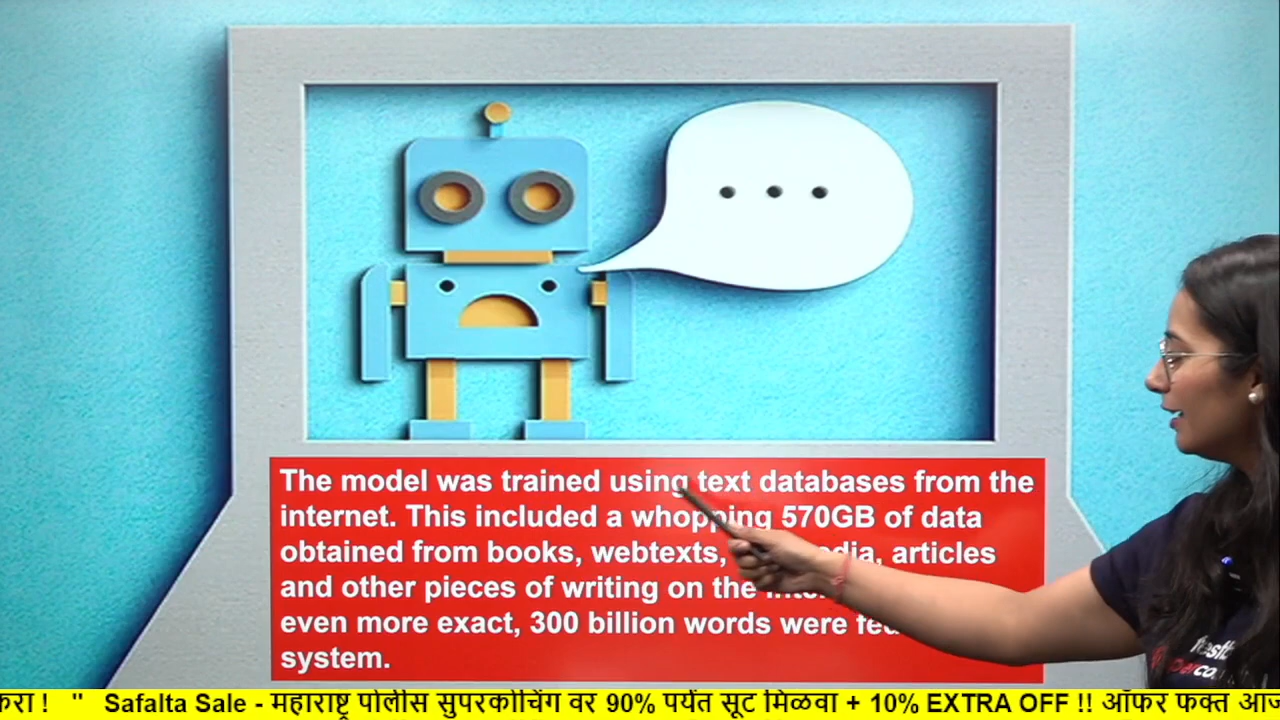 The model was trained using text databases from the
internet. This included a whopping 570GB of data
obtained from books, webtexts, articles
and other pieces of writing on the
even more exact, 300 billion words were fed
system.
करा ! " Safalta Sale - महाराष्ट्र पोलीस सुपरकोचिंग वर 90% पर्यंत सूट मिळवा + 10% EXTRA OFF !! ऑफर फक्त आज